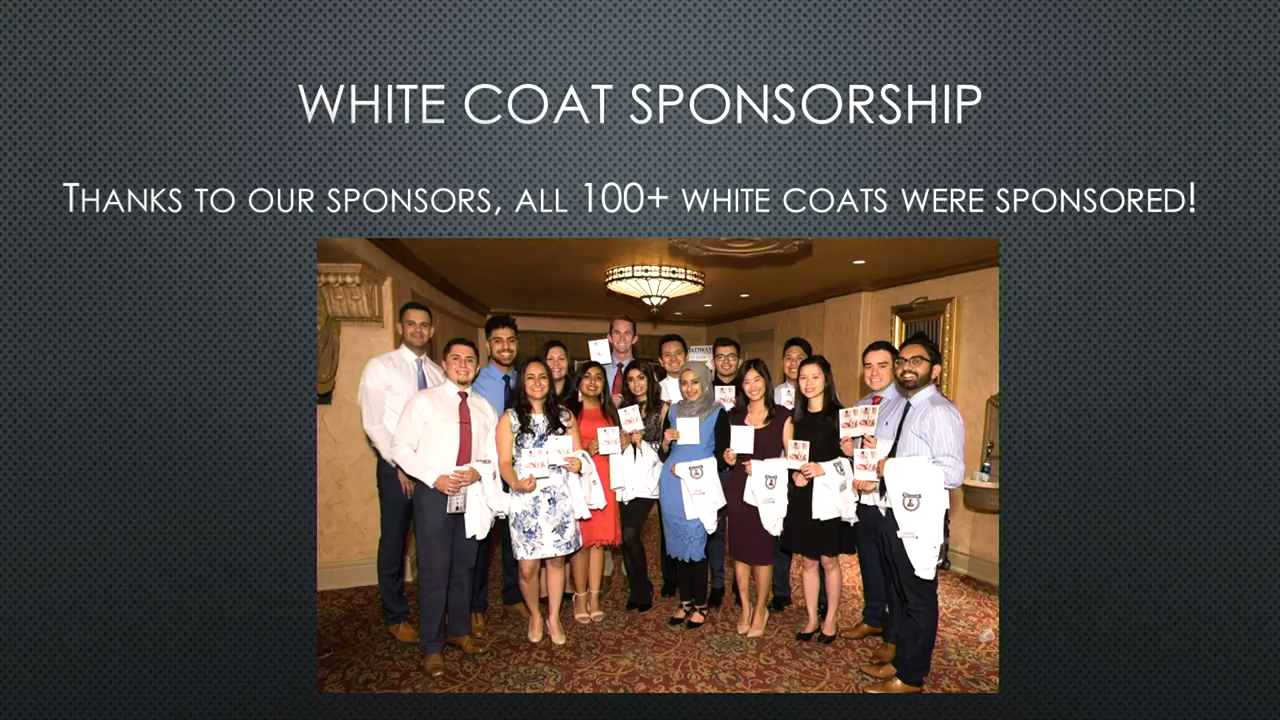 WHITE COAT SPONSORSHIP
THANKS TO OUR SPONSORS, ALL 100+ WHITE COATS WERE SPONSORED!